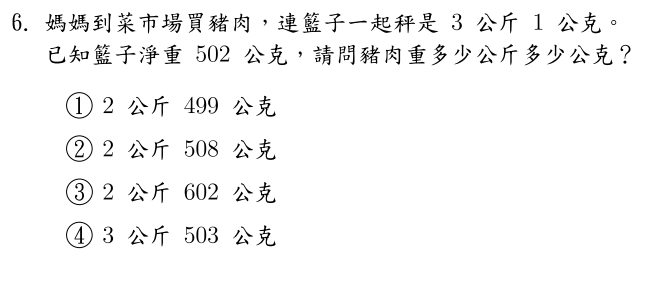 6. 媽媽到菜市場買豬肉，連籃子一起秤是 3 公斤 1 公克。
已知籃子淨重 502 公克，請問豬肉重多少公斤多少公克？
① 2 公斤 499 公克
② 2 公斤 508 公克
③ 2 公斤 602 公克
④ 3 公斤 503 公克